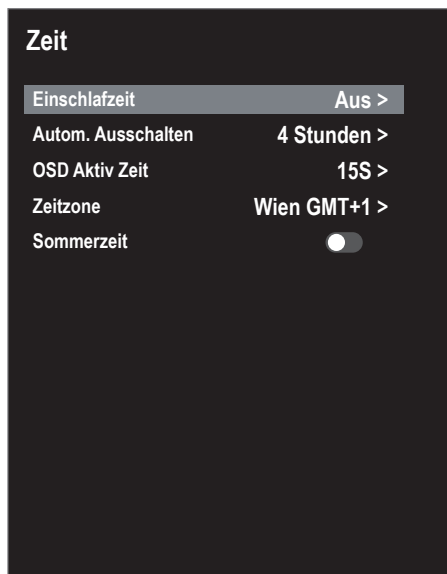 Zeit
Einschlafzeit Aus >
Autom. Ausschalten 4 Stunden >
OSD Aktiv Zeit 15S >
Zeitzone Wien GMT+1 >
Sommerzeit